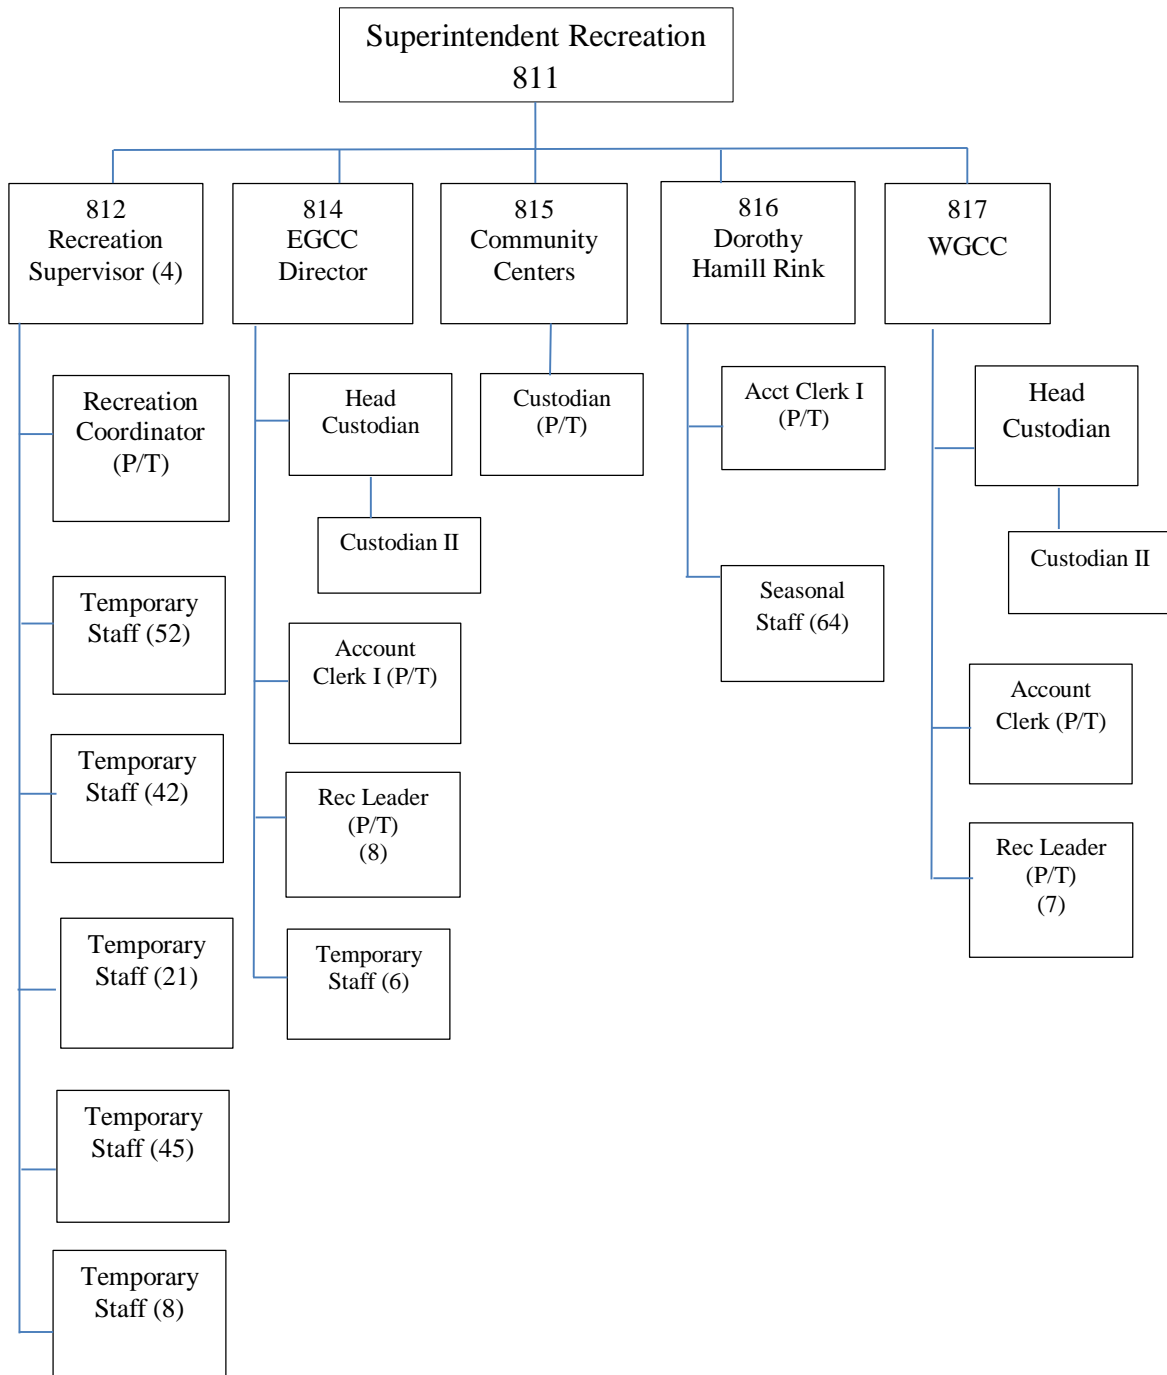 Superintendent Recreation
811
812
Recreation
Supervisor (4)
814
EGCC
Director
815
Community
Centers
816
Dorothy
Hamill Rink
817
WGCC
Recreation
Coordinator
(P/T)
Temporary
Staff (52)
Temporary
Staff (42)
Temporary
Staff (21)
Temporary
Staff (45)
Temporary
Staff (8)
Head
Custodian
Custodian II
Account
Clerk I (P/T)
Rec Leader
(P/T)
(8)
Temporary
Staff (6)
Custodian
(P/T)
Acct Clerk I
(P/T)
Seasonal
Staff (64)
Head
Custodian
Custodian II
Account
Clerk (P/T)
Rec Leader
(P/T)
(7)